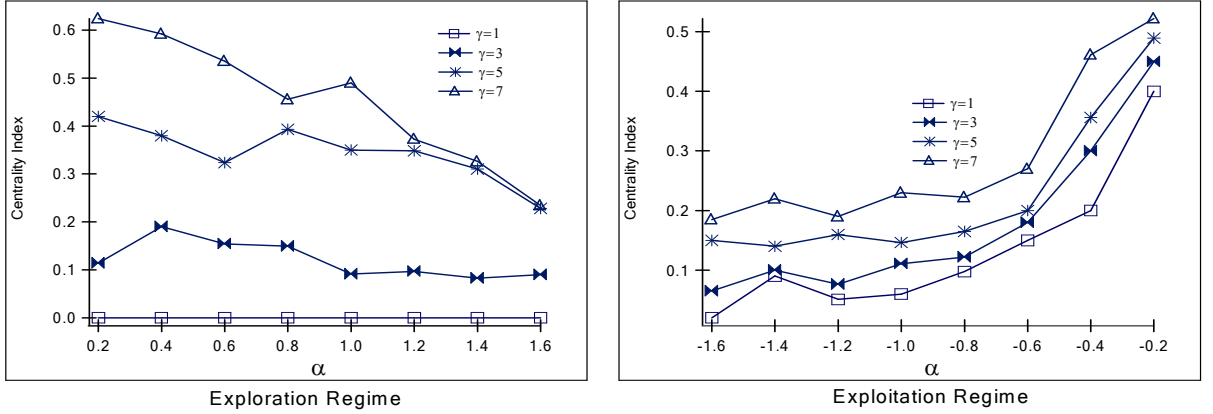 0.6
0.5
0.4
0.3
0.2
0.1
0.0
Centrality Index
γ=1
γ=3
γ=5
γ=7
0.2 0.4 0.6 0.8 1.0 1.2 1.4 1.6
α
Exploration Regime
0.5
0.4
0.3
0.2
0.1
Centrality Index
γ=1
γ=3
γ=5
γ=7
-1.6 -1.4 -1.2 -1.0 -0.8 -0.6 -0.4 -0.2
α
Exploitation Regime